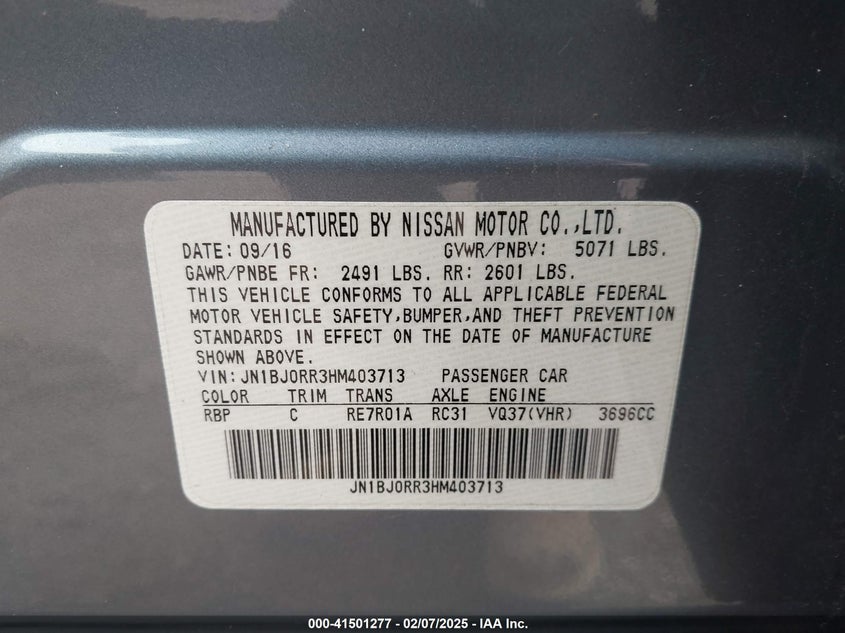 MANUFACTURED BY NISSAN MOTOR CO.,LTD.
DATE: 09/16 GVWR/PNBV: 5071 LBS.
GAWR/PNBE FR: 2491 LBS. RR: 2601 LBS.
THIS VEHICLE CONFORMS TO ALL APPLICABLE FEDERAL
MOTOR VEHICLE SAFETY,BUMPER,AND THEFT PREVENTION
STANDARDS IN EFFECT ON THE DATE OF MANUFACTURE
SHOWN ABOVE.
VIN: JN1BJ0RR3HM403713 PASSENGER CAR
COLOR TRIM TRANS AXLE ENGINE
RBP C RE7R01A RC31 VQ37(VHR) 3696CC
JN1BJ0RR3HM403713
000-41501277 - 02/07/2025 - IAA Inc.